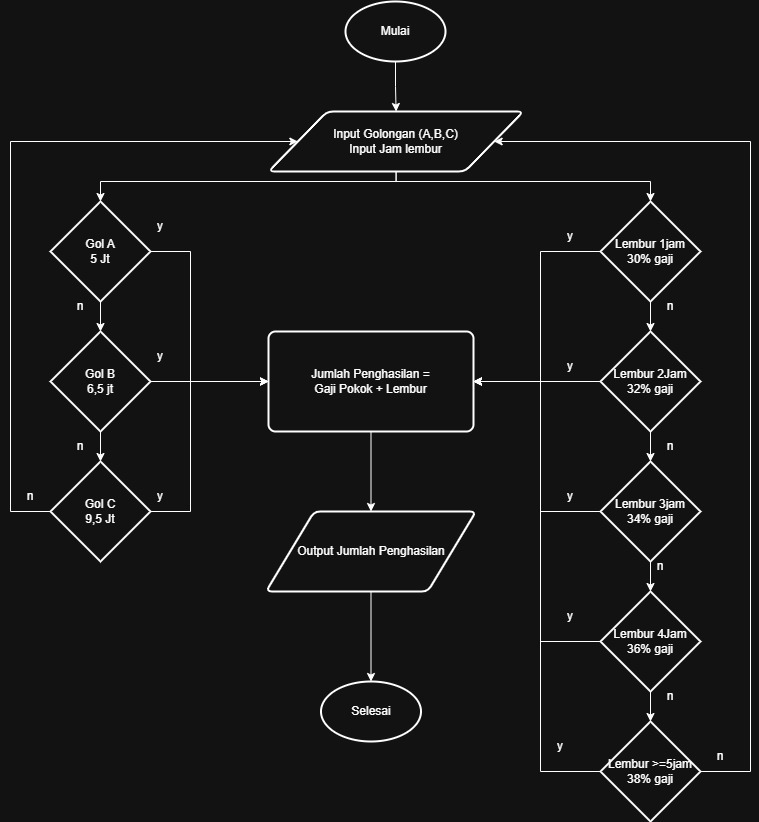 Mulai
Input Golongan (A,B,C)
Input Jam lembur
y
Gol A
5 Jt
n
y
Gol B
6,5 jt
n
n
Gol C
9,5 Jt
y
Jumlah Penghasilan =
Gaji Pokok + Lembur
Output Jumlah Penghasilan
Selesai
y
Lembur 1jam
30% gaji
n
y
Lembur 2Jam
32% gaji
n
y
Lembur 3jam
34% gaji
n
y
Lembur 4Jam
36% gaji
n
y
Lembur >=5jam
38% gaji
n